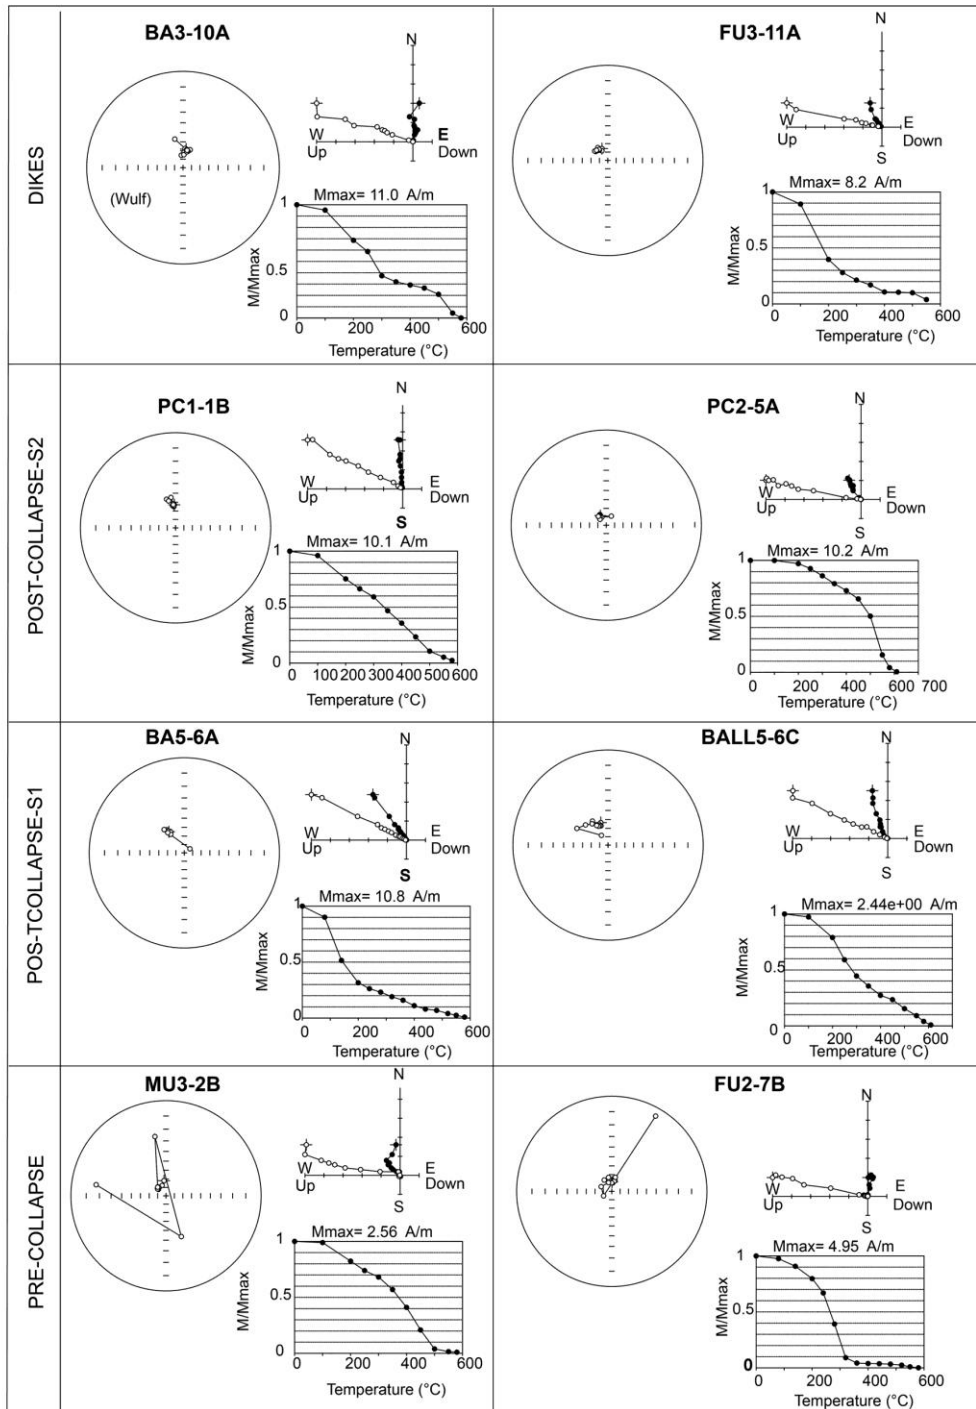 DIKES
BA3-10A
N
W
E
Up
Down
(Wulf)
Mmax= 11.0 A/m
1
0.5
0
M/Mmax
0 200 400 600
Temperature (°C)
FU3-11A
N
W
E
Up
Down
S
Mmax= 8.2 A/m
1
0.5
0
M/Mmax
0 200 400 600
Temperature (°C)
POST-COLLAPSE-S2
PC1-1B
N
W
E
Up
Down
S
Mmax= 10.1 A/m
1
0.5
0
M/Mmax
0 100200300400500600
Temperature (°C)
PC2-5A
N
W
E
Up
Down
S
Mmax= 10.2 A/m
1
0.5
0
M/Mmax
0 200 400 600 700
Temperature (°C)
POS-TCOLLAPSE-S1
BA5-6A
N
W
E
Up
Down
S
Mmax= 10.8 A/m
1
0.5
0
M/Mmax
0 200 400 600
Temperature (°C)
BALL5-6C
N
W
E
Up
Down
S
Mmax= 2.44e+00 A/m
1
0.5
0
M/Mmax
0 200 400 600
Temperature (°C)
PRE-COLLAPSE
MU3-2B
N
W
E
Up
Down
S
Mmax= 2.56 A/m
1
0.5
0
M/Mmax
0 200 400 600
Temperature (°C)
FU2-7B
N
W
E
Up
Down
S
Mmax= 4.95 A/m
1
0.5
0
M/Mmax
0 200 400 600
Temperature (°C)